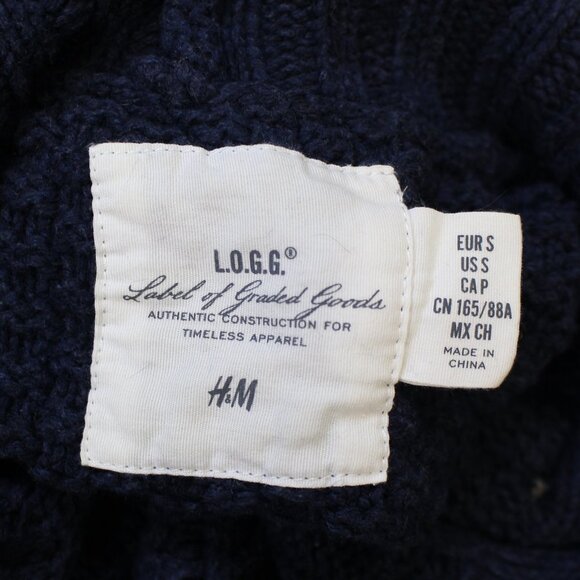 L.O.G.G.®
Label of Graded Goods
AUTHENTIC CONSTRUCTION FOR
TIMELESS APPAREL
H&M
EUR S
US S
CA P
CN 165/88A
MX CH
MADE IN
CHINA